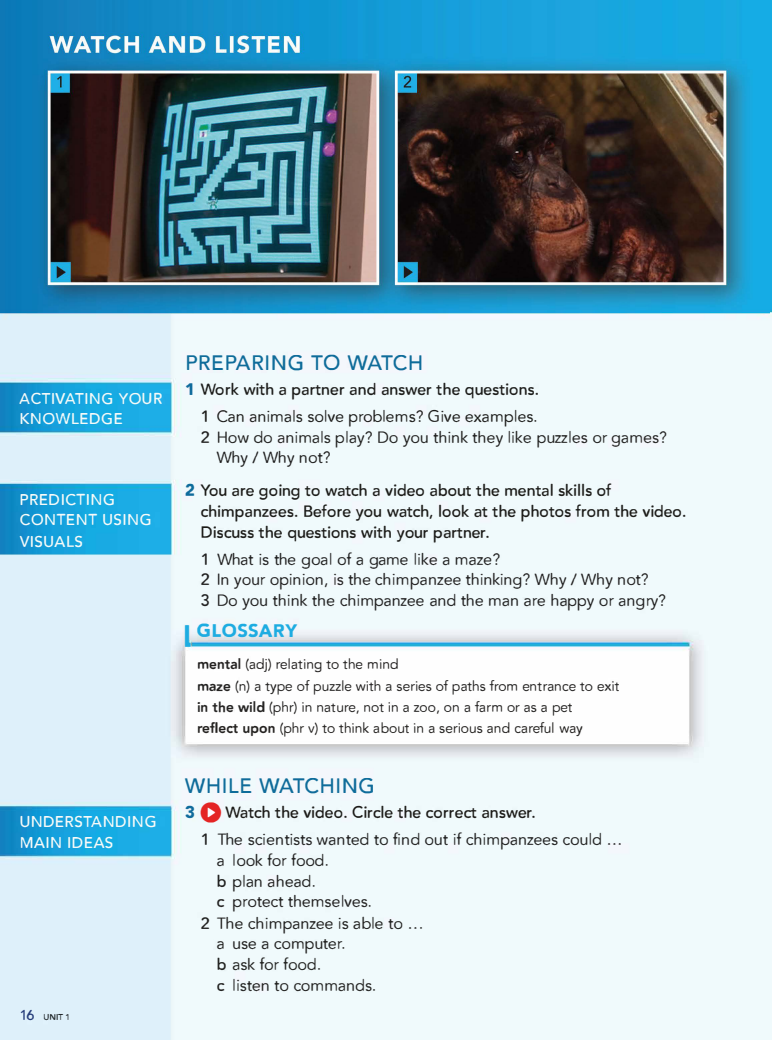 WATCH AND LISTEN
1
2
PREPARING TO WATCH
ACTIVATING YOUR
KNOWLEDGE
1 Work with a partner and answer the questions.
1 Can animals solve problems? Give examples.
2 How do animals play? Do you think they like puzzles or games?
Why / Why not?
PREDICTING
CONTENT USING
VISUALS
2 You are going to watch a video about the mental skills of
chimpanzees. Before you watch, look at the photos from the video.
Discuss the questions with your partner.
1 What is the goal of a game like a maze?
2 In your opinion, is the chimpanzee thinking? Why / Why not?
3 Do you think the chimpanzee and the man are happy or angry?
GLOSSARY
mental (adj) relating to the mind
maze (n) a type of puzzle with a series of paths from entrance to exit
in the wild (phr) in nature, not in a zoo, on a farm or as a pet
reflect upon (phr v) to think about in a serious and careful way
WHILE WATCHING
UNDERSTANDING
MAIN IDEAS
3 Watch the video. Circle the correct answer.
1 The scientists wanted to find out if chimpanzees could …
a look for food.
b plan ahead.
c protect themselves.
2 The chimpanzee is able to …
a use a computer.
b ask for food.
c listen to commands.
16 UNIT 1